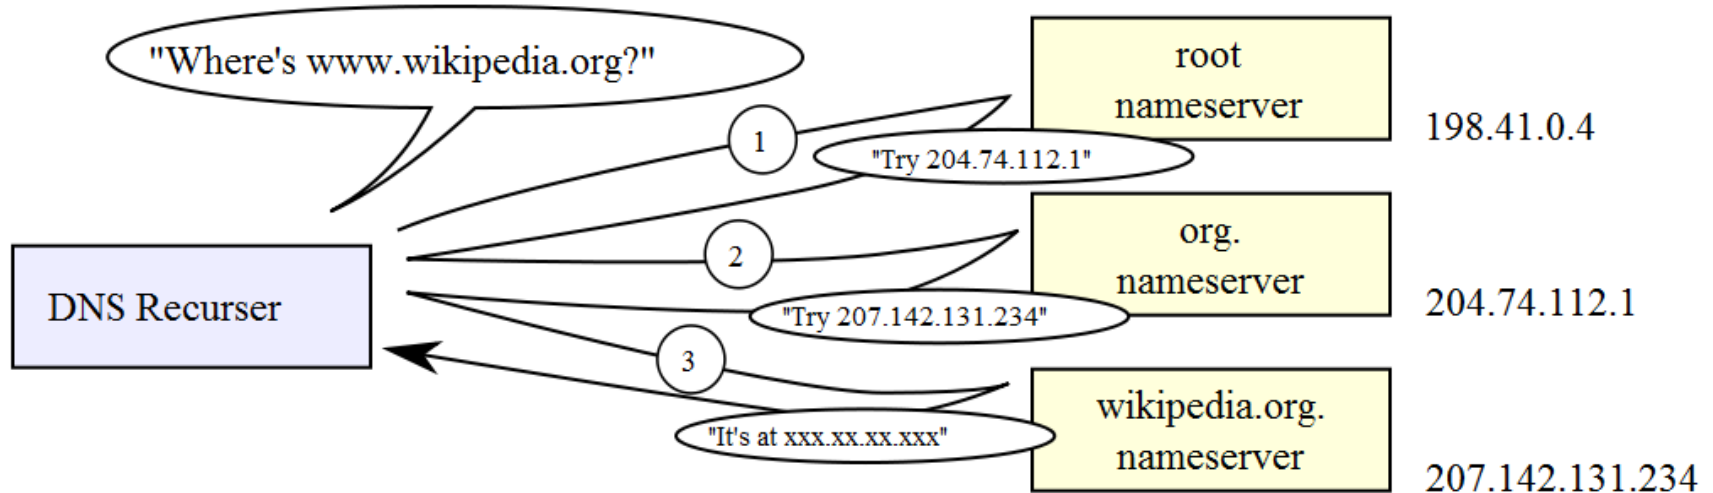 "Where's www.wikipedia.org?"
root
nameserver
198.41.0.4
1
"Try 204.74.112.1"
org.
nameserver
204.74.112.1
2
"Try 207.142.131.234"
DNS Recurser
3
wikipedia.org.
nameserver
"It's at xxx.xx.xx.xxx"
207.142.131.234